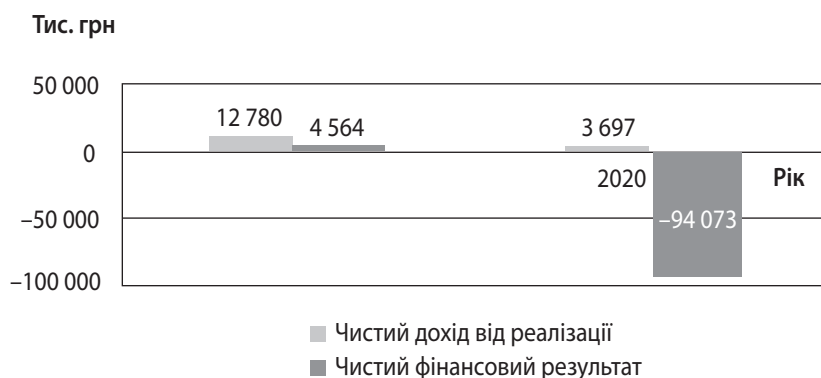 Тис. грн
50 000
12 780 4 564 3 697
0
2020 Рік
–50 000
–94 073
–100 000
Чистий дохід від реалізації
Чистий фінансовий результат